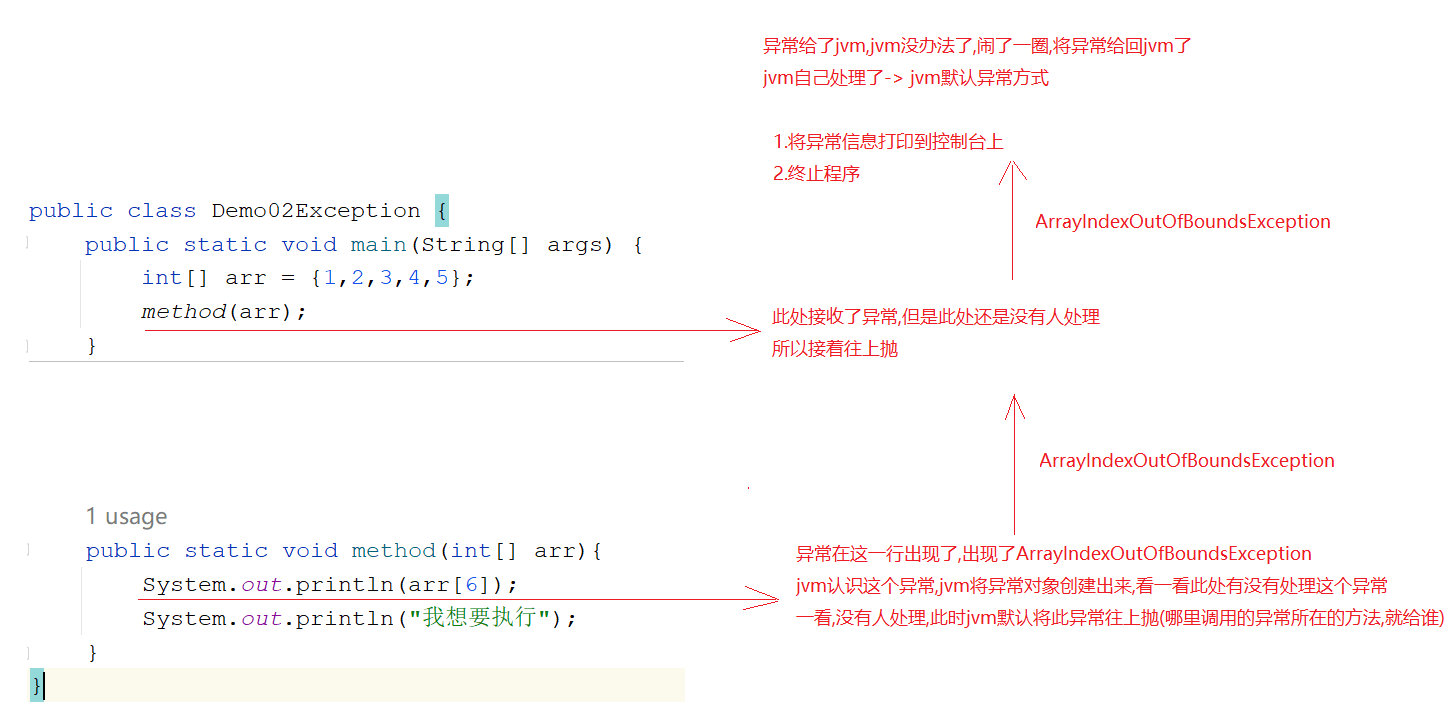 异常给了jvm,jvm没办法了,闹了一圈,将异常给回jvm了
jvm自己处理了-> jvm默认异常方式
1.将异常信息打印到控制台上
2.终止程序
ArrayIndexOutOfBoundsException
public class Demo02Exception {
public static void main(String[] args) {
int[] arr = {1,2,3,4,5};
method(arr);
}
此处接收了异常,但是此处还是没有人处理
所以接着往上抛
ArrayIndexOutOfBoundsException
1 usage
public static void method(int[] arr){
System.out.println(arr[6]);
System.out.println("我想要执行");
}
}
异常在这一行出现了,出现了ArrayIndexOutOfBoundsException
jvm认识这个异常,jvm将异常对象创建出来,看一看此处有没有处理这个异常
一看,没有人处理,此时jvm默认将此异常往上抛(哪里调用的异常所在的方法,就给谁)